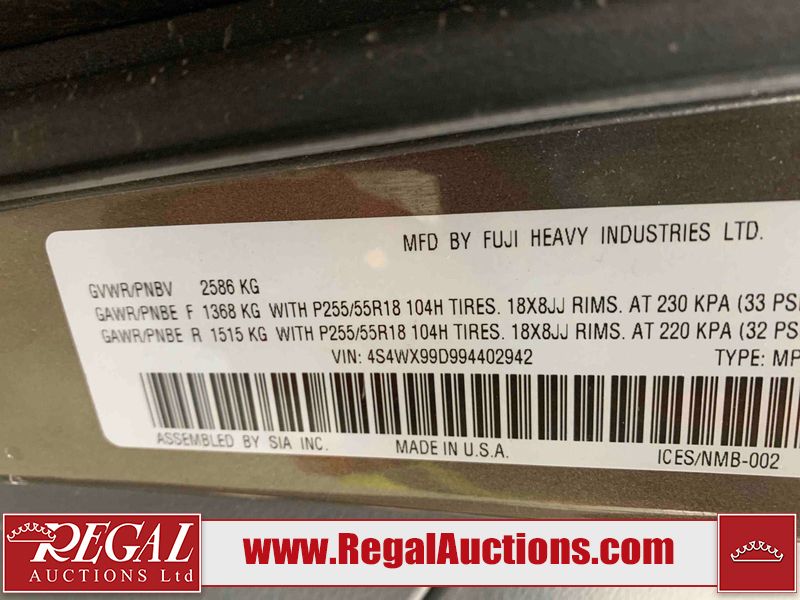 MFD BY FUJI HEAVY INDUSTRIES LTD.
GVWR/PNBV 2586 KG
GAWR/PNBE F 1368 KG WITH P255/55R18 104H TIRES. 18X8JJ RIMS. AT 230 KPA (33 PSI
GAWR/PNBE R 1515 KG WITH P255/55R18 104H TIRES. 18X8JJ RIMS. AT 220 KPA (32 PS
VIN: 4S4WX99D994402942 TYPE: MP
ASSEMBLED BY SIA INC. MADE IN U.S.A. ICES/NMB-002
REGAL
AUCTIONS Ltd
www.RegalAuctions.com